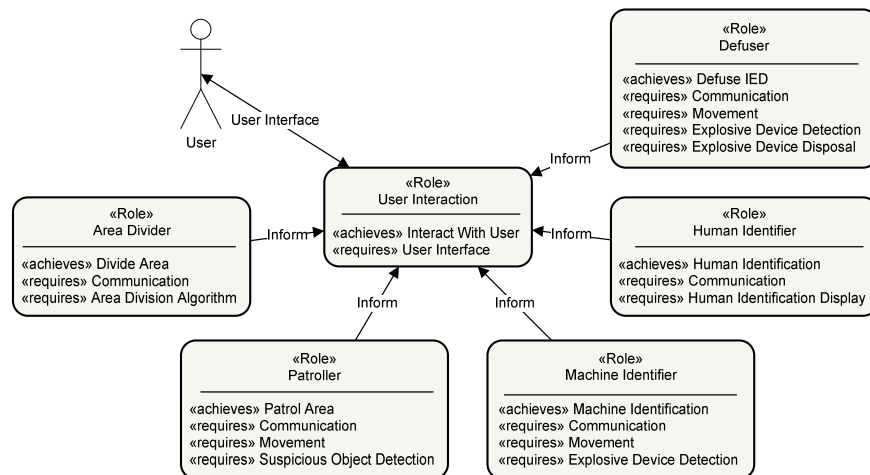 «Role»
Defuser
«achieves» Defuse IED
«requires» Communication
«requires» Movement
«requires» Explosive Device Detection
«requires» Explosive Device Disposal
User Interface
User
Inform
«Role»
User Interaction
«achieves» Interact With User
«requires» User Interface
«Role»
Area Divider
«achieves» Divide Area
«requires» Communication
«requires» Area Division Algorithm
Inform
Inform
«Role»
Human Identifier
«achieves» Human Identification
«requires» Communication
«requires» Human Identification Display
Inform
Inform
«Role»
Patroller
«achieves» Patrol Area
«requires» Communication
«requires» Movement
«requires» Suspicious Object Detection
«Role»
Machine Identifier
«achieves» Machine Identification
«requires» Communication
«requires» Movement
«requires» Explosive Device Detection